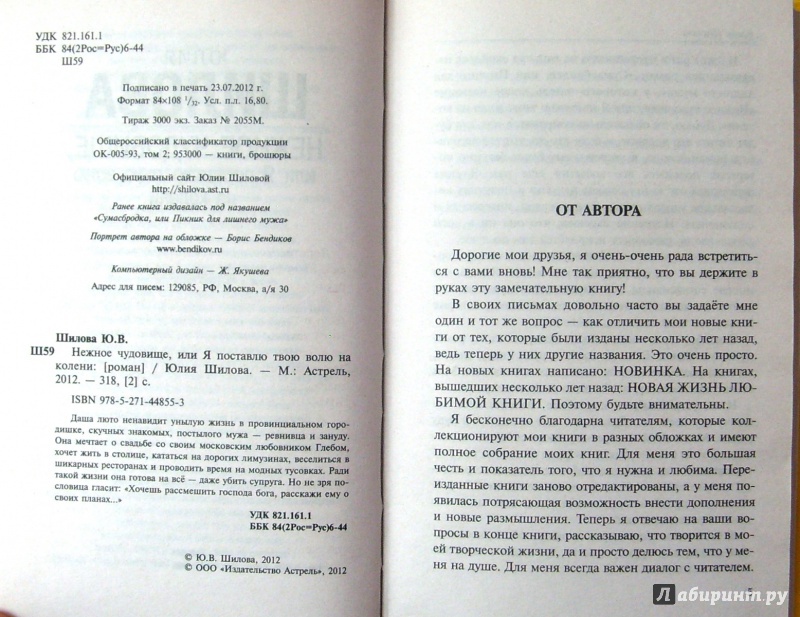 УДК 821.161.1
ББК 84(2Рос=Рус)6-44
Ш59
Подписано в печать 23.07.2012 г.
Формат 84×108 1/32. Усл. п.л. 16,80.
Тираж 3000 экз. Заказ № 2055М.
Общероссийский классификатор продукции
ОК-005-93, том 2; 953000 — книги, брошюры
Официальный сайт Юлии Шиловой
http://shilova.ast.ru
Ранее книга издавалась под названием
«Сумасбродка, или Пикник для лишнего мужа»
Портрет автора на обложке — Борис Бендиков
www.bendikov.ru
Компьютерный дизайн — Ж. Якушева
Адрес для писем: 129085, РФ, Москва, а/я 30
Шилова Ю.В.
Ш59 Нежное чудовище, или Я поставлю твою волю на
колени: [роман] / Юлия Шилова. — М.: Астрель,
2012. — 318, [2] с.
ISBN 978-5-271-44855-3
Даша люто ненавидит унылую жизнь в провинциальном горо-
дишке, скучных знакомых, постылого мужа — ревнивца и зануду.
Она мечтает о свадьбе со своим московским любовником Глебом,
хочет жить в столице, кататься на дорогих лимузинах, веселиться в
шикарных ресторанах и проводить время на модных тусовках. Ради
такой жизни она готова на всё — даже убить супруга. Но не зря по-
словица гласит: «Хочешь рассмешить господа бога, расскажи ему о
своих планах...»
УДК 821.161.1
ББК 84(2Рос=Рус)6-44
© Ю.В. Шилова, 2012
© ООО «Издательство Астрель», 2012
ОТ АВТОРА
Дорогие мои друзья, я очень-очень рада встретить-
ся с вами вновь! Мне так приятно, что вы держите в
руках эту замечательную книгу!
В своих письмах довольно часто вы задаёте мне
один и тот же вопрос — как отличить мои новые кни-
ги от тех, которые были изданы несколько лет назад,
ведь теперь у них другие названия. Это очень просто.
На новых книгах написано: НОВИНКА. На книгах,
вышедших несколько лет назад: НОВАЯ ЖИЗНЬ ЛЮ-
БИМОЙ КНИГИ. Поэтому будьте внимательны.
Я бесконечно благодарна читателям, которые кол-
лекционируют мои книги в разных обложках и имеют
полное собрание моих книг. Для меня это большая
честь и показатель того, что я нужна и любима. Пере-
изданные книги заново отредактированы, а у меня по-
явилась потрясающая возможность внести дополнения
и новые размышления. Теперь я отвечаю на ваши во-
просы в конце книги, рассказываю, что творится в мо-
ей творческой жизни, да и просто делюсь тем, что у ме-
ня на душе. Для меня всегда важен диалог с читателем.
5
Лабиринт.ру